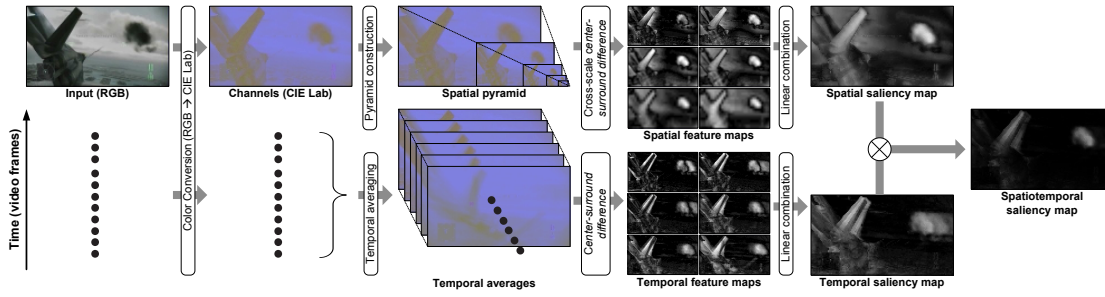 Input (RGB)
Color Conversion (RGB → CIE Lab)
Channels (CIE Lab)
Pyramid construction
Spatial pyramid
Cross-scale center-
surround difference
Spatial feature maps
Linear combination
Spatial saliency map
Time (video frames)
Temporal averaging
Temporal averages
Center-surround
difference
Temporal feature maps
Linear combination
Temporal saliency map
Spatiotemporal
saliency map